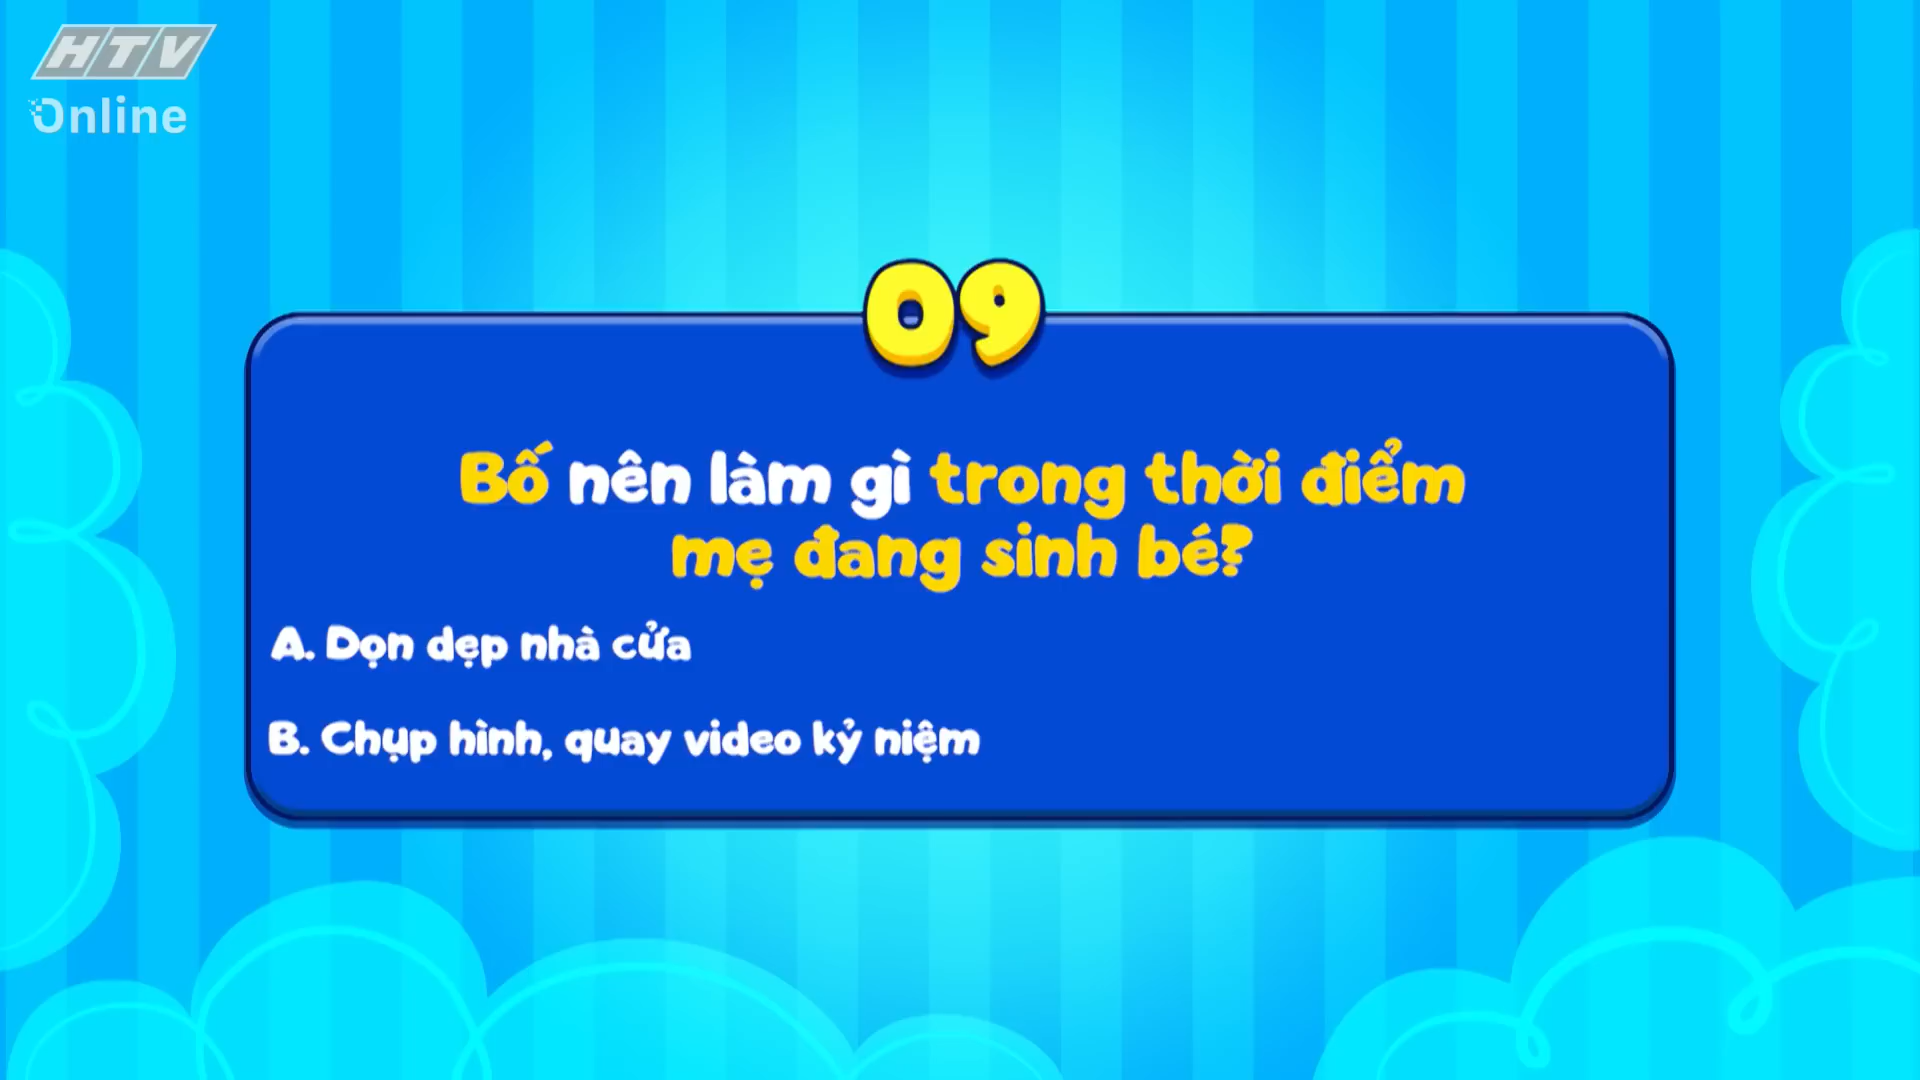 HTV
Online
09
Bố nên làm gì trong thời điểm
mẹ đang sinh bé?
A. Dọn dẹp nhà cửa
B. Chụp hình, quay video kỷ niệm